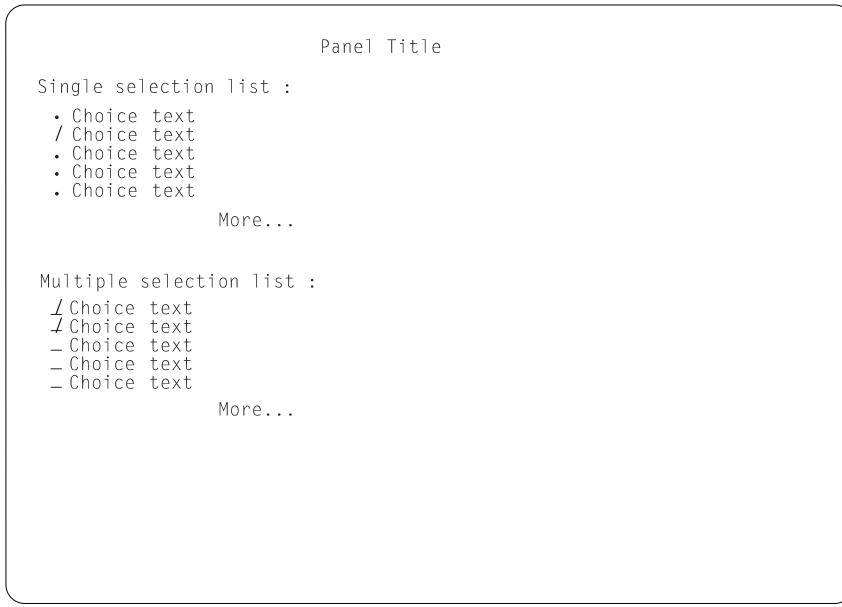 Panel Title
Single selection list :
. Choice text
/ Choice text
. Choice text
. Choice text
. Choice text
More...
Multiple selection list :
/ Choice text
/ Choice text
_ Choice text
_ Choice text
_ Choice text
More...